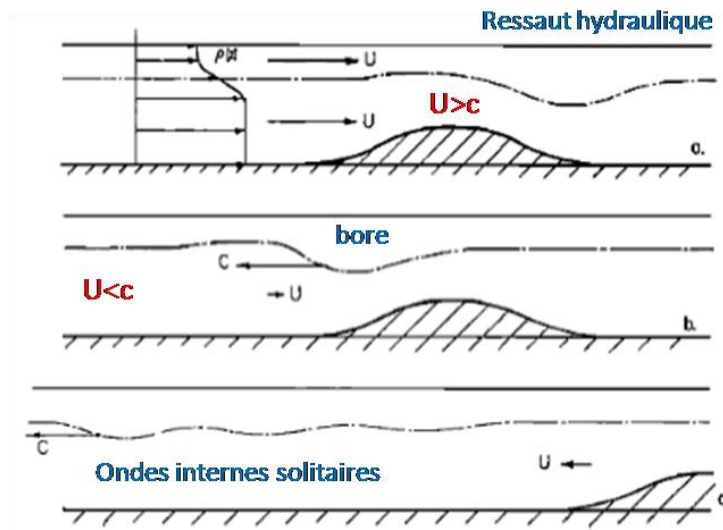 Ressaut hydraulique
U
U>c
U
a.
bore
C
U<c
U
b.
C
Ondes internes solitaires
U